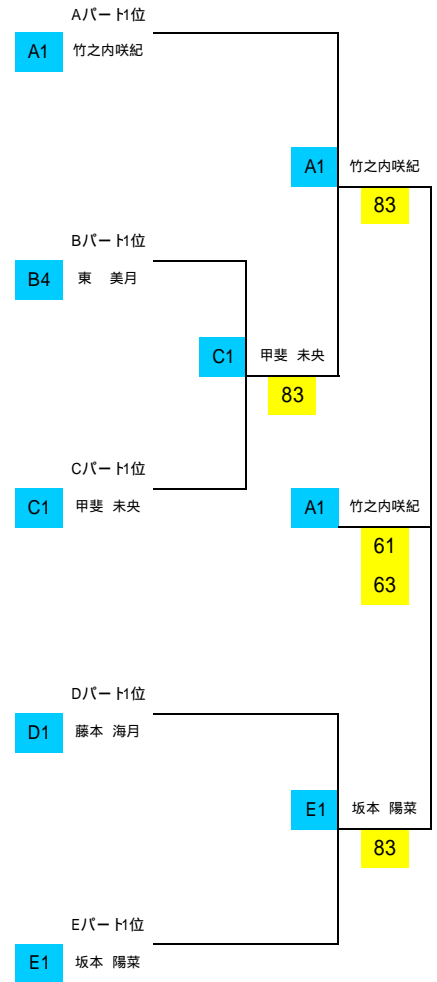 Aパート1位
A1 竹之内咲紀
A1 竹之内咲紀
83
Bパート1位
B4 東 美月
C1 甲斐 未央
83
Cパート1位
C1 甲斐 未央
A1 竹之内咲紀
61
63
Dパート1位
D1 藤本 海月
E1 坂本 陽菜
83
Eパート1位
E1 坂本 陽菜